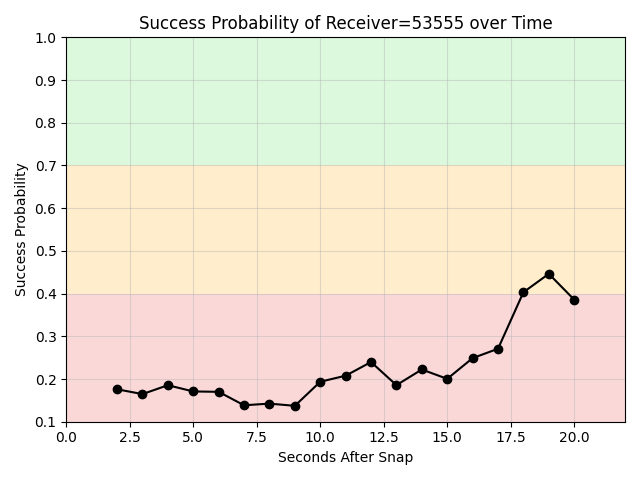 Success Probability of Receiver=53555 over Time
1.0
0.9
0.8
0.7
0.6
0.5
0.4
0.3
0.2
0.1
Success Probability
0.0 2.5 5.0 7.5 10.0 12.5 15.0 17.5 20.0
Seconds After Snap